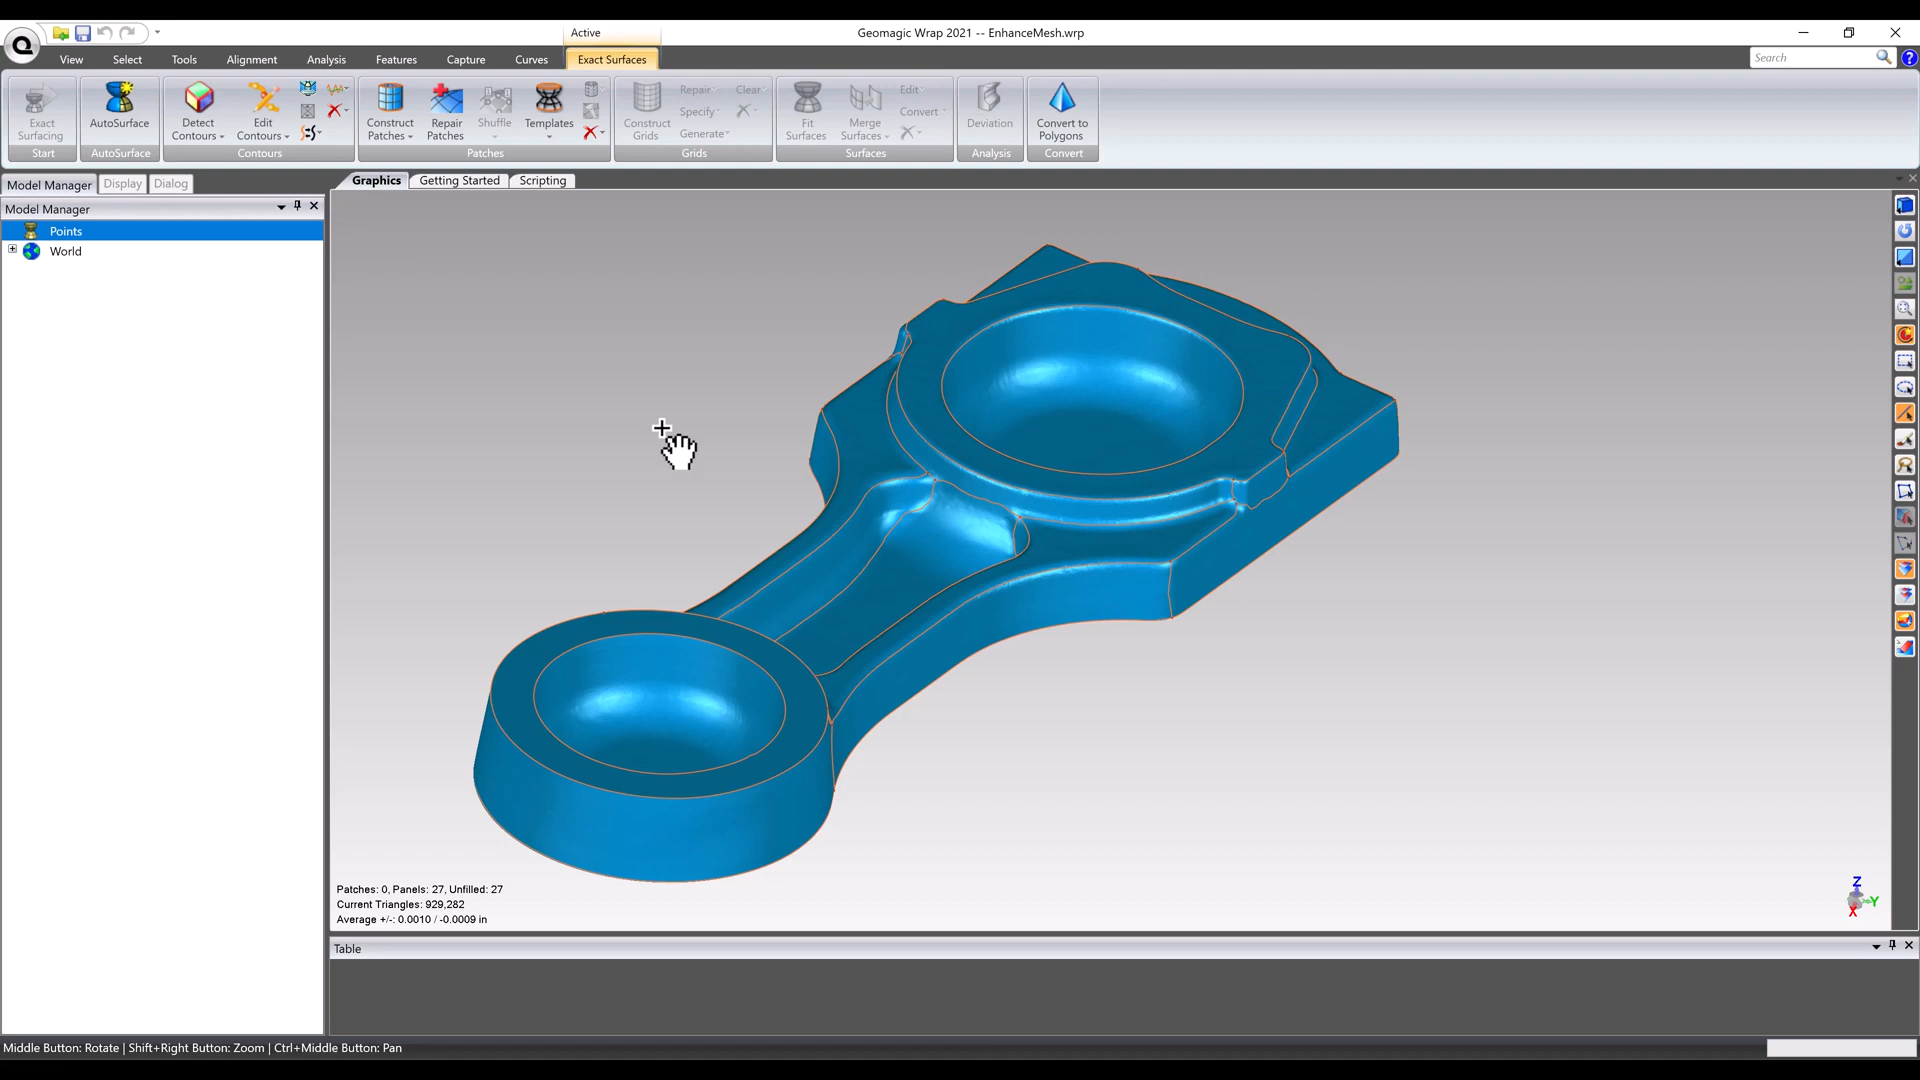 Active
Geomagic Wrap 2021 -- EnhanceMesh.wrp
View Select Tools Alignment Analysis Features Capture Curves Exact Surfaces
Search
Exact Surfacing
Start
AutoSurface
AutoSurface
Detect Contours
Edit Contours
Contours
Construct Patches
Repair Patches
Shuffle
Templates
Patches
Construct Grids
Repair
Specify
Generate
Clear
Grids
Fit Surfaces
Merge Surfaces
Edit
Convert
Surfaces
Deviation
Analysis
Convert to Polygons
Convert
Model Manager Display Dialog
Graphics Getting Started Scripting
Model Manager
Points
World
Patches: 0, Panels: 27, Unfilled: 27
Current Triangles: 929,282
Average +/-: 0.0010 / -0.0009 in
Z
Y
X
Table
Middle Button: Rotate | Shift+Right Button: Zoom | Ctrl+Middle Button: Pan